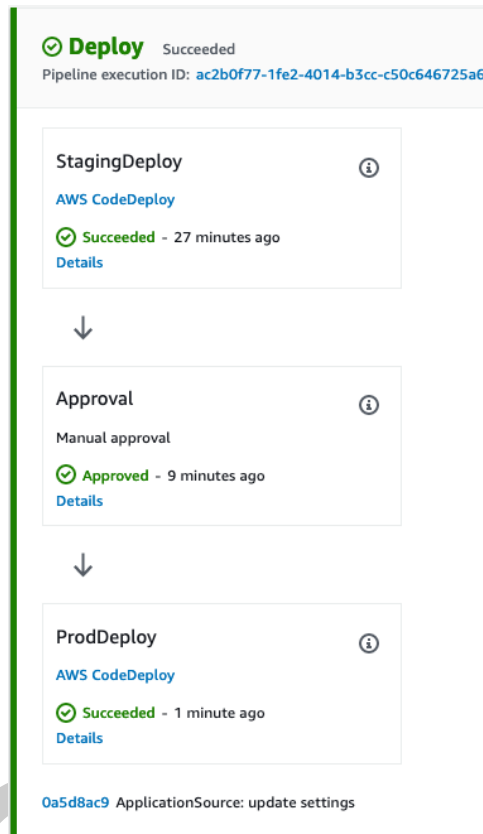 Deploy Succeeded
Pipeline execution ID: ac2b0f77-1fe2-4014-b3cc-c50c646725a6
StagingDeploy
AWS CodeDeploy
Succeeded - 27 minutes ago
Details
Approval
Manual approval
Approved - 9 minutes ago
Details
ProdDeploy
AWS CodeDeploy
Succeeded - 1 minute ago
Details
0a5d8ac9 ApplicationSource: update settings